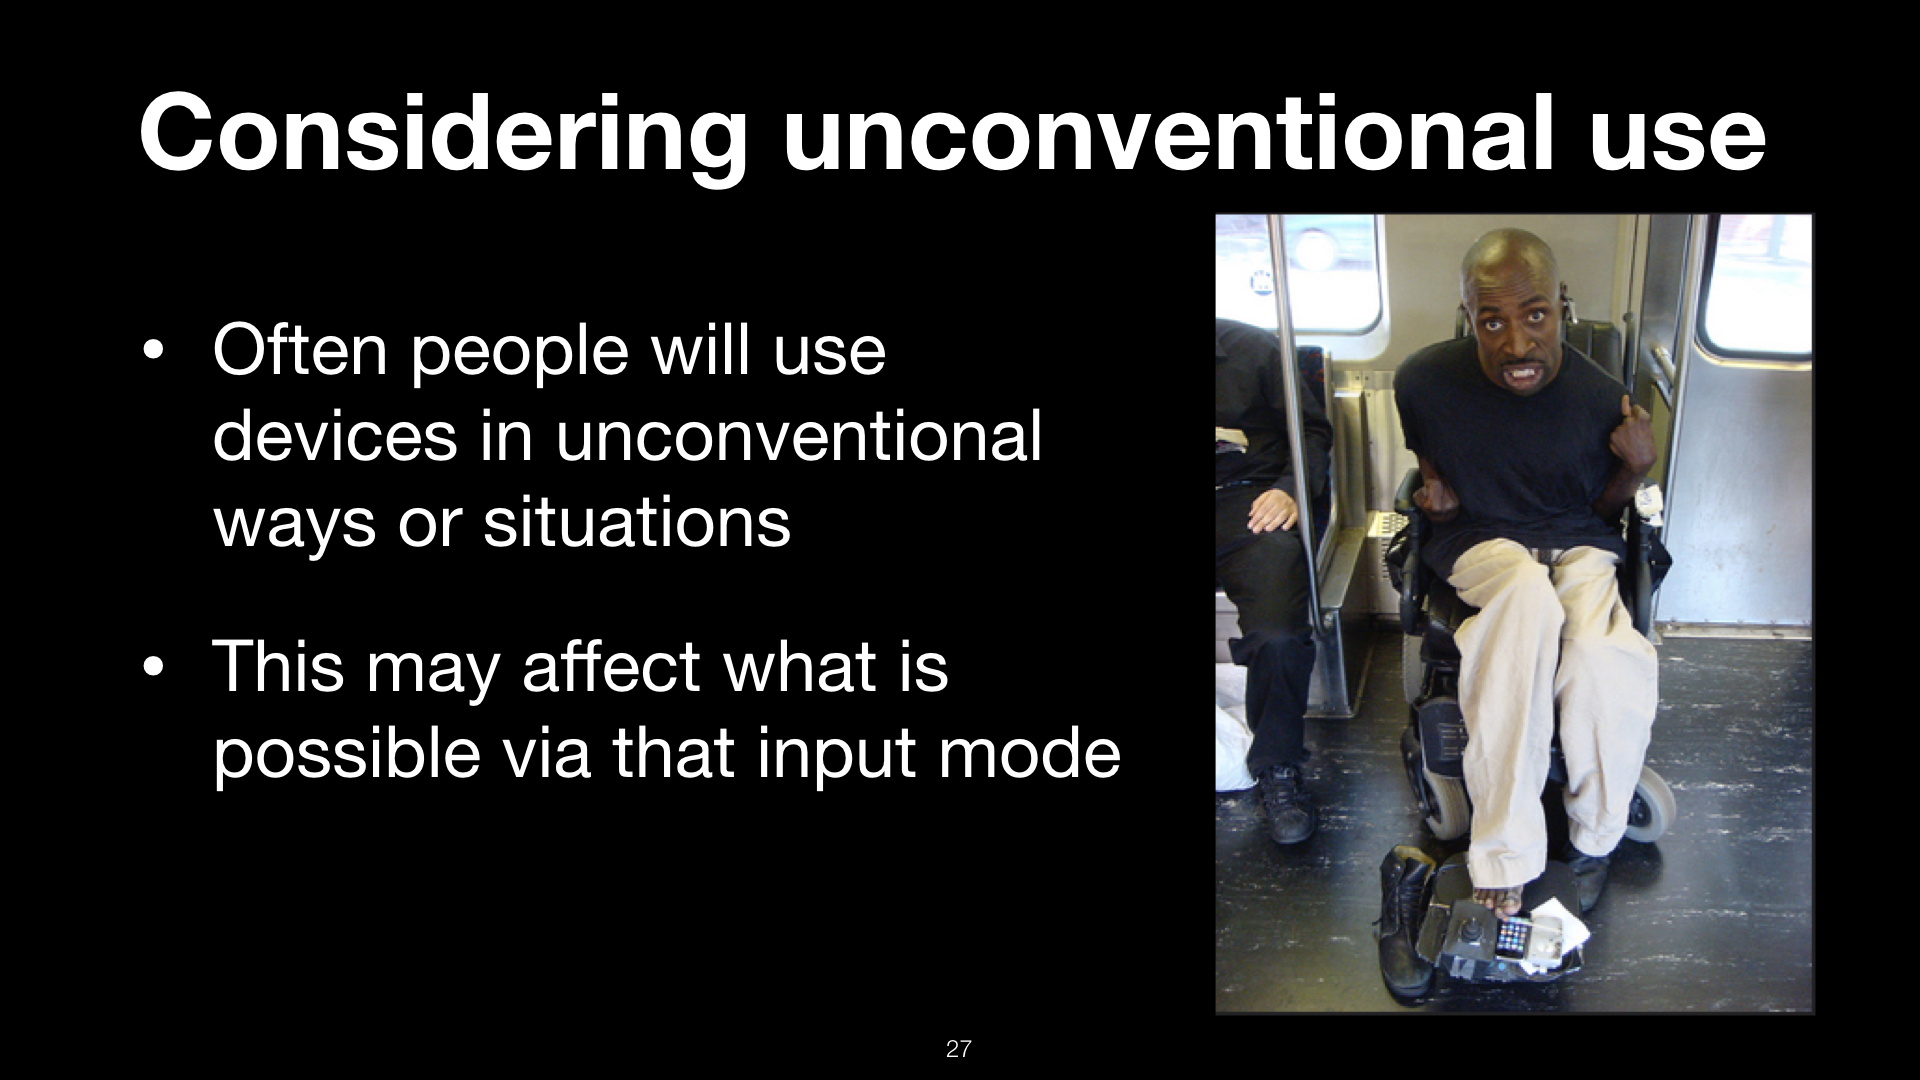 Considering unconventional use
• Often people will use
devices in unconventional
ways or situations
• This may affect what is
possible via that input mode
27